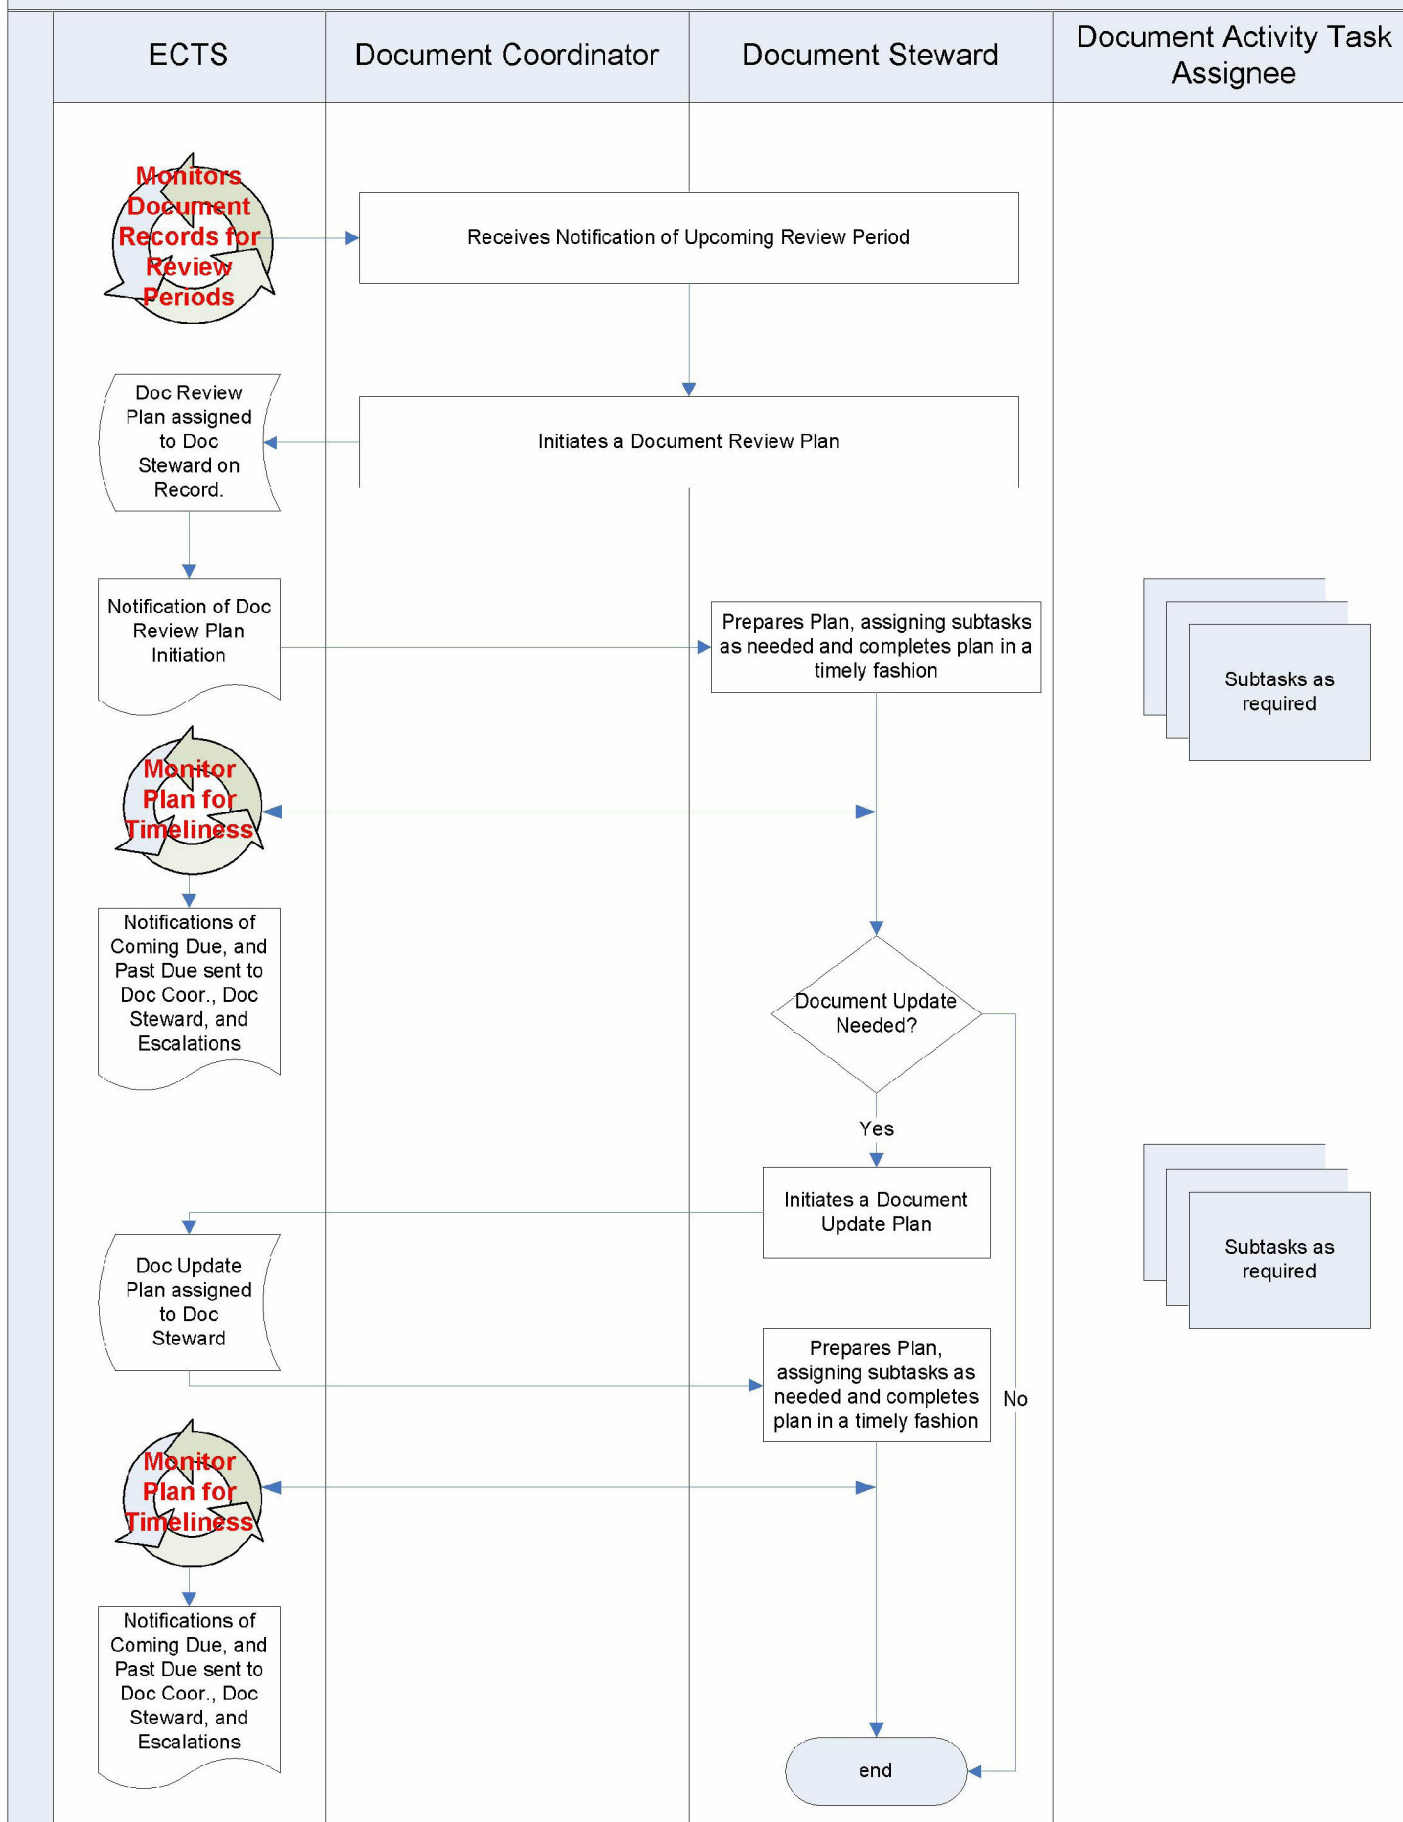 ECTS
Document Coordinator
Document Steward
Document Activity Task
Assignee
Monitors
Document
Records for
Review
Periods
Receives Notification of Upcoming Review Period
Doc Review
Plan assigned
to Doc
Steward on
Record.
Initiates a Document Review Plan
Notification of Doc
Review Plan
Initiation
Prepares Plan, assigning subtasks
as needed and completes plan in a
timely fashion
Subtasks as
required
Monitor
Plan for
Timeliness
Notifications of
Coming Due, and
Past Due sent to
Doc Coor., Doc
Steward, and
Escalations
Document Update
Needed?
Yes
Initiates a Document
Update Plan
Subtasks as
required
Doc Update
Plan assigned
to Doc
Steward
Prepares Plan,
assigning subtasks as
needed and completes
plan in a timely fashion
No
Monitor
Plan for
Timeliness
Notifications of
Coming Due, and
Past Due sent to
Doc Coor., Doc
Steward, and
Escalations
end